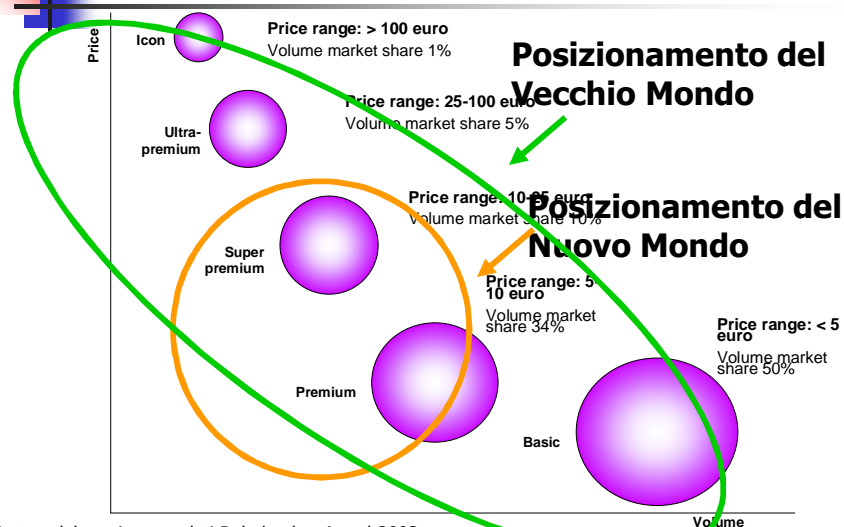 Price
Icon
Price range: > 100 euro
Volume market share 1%
Posizionamento del
Vecchio Mondo
Price range: 25-100 euro
Volume market share 5%
Ultra-
premium
Price range: 10-25 euro
Volume market share 10%
Posizionamento del
Nuovo Mondo
Super
premium
Price range: 5-
10 euro
Volume market
share 34%
Price range: < 5
euro
Volume market
share 50%
Premium
Basic
Volume